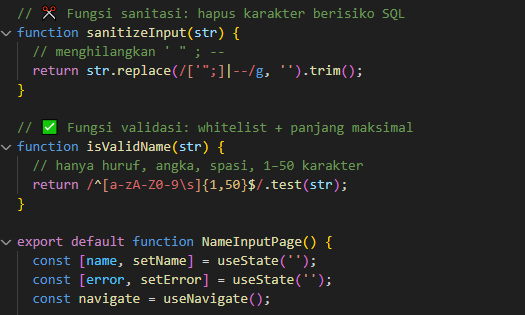 // ✂️ Fungsi sanitasi: hapus karakter berisiko SQL
function sanitizeInput(str) {
// menghilangkan ' " ; --
return str.replace(/['";]|--/g, '').trim();
}
// ✅ Fungsi validasi: whitelist + panjang maksimal
function isValidName(str) {
// hanya huruf, angka, spasi, 1–50 karakter
return /^[a-zA-Z0-9\s]{1,50}$/.test(str);
}
export default function NameInputPage() {
const [name, setName] = useState('');
const [error, setError] = useState('');
const navigate = useNavigate();